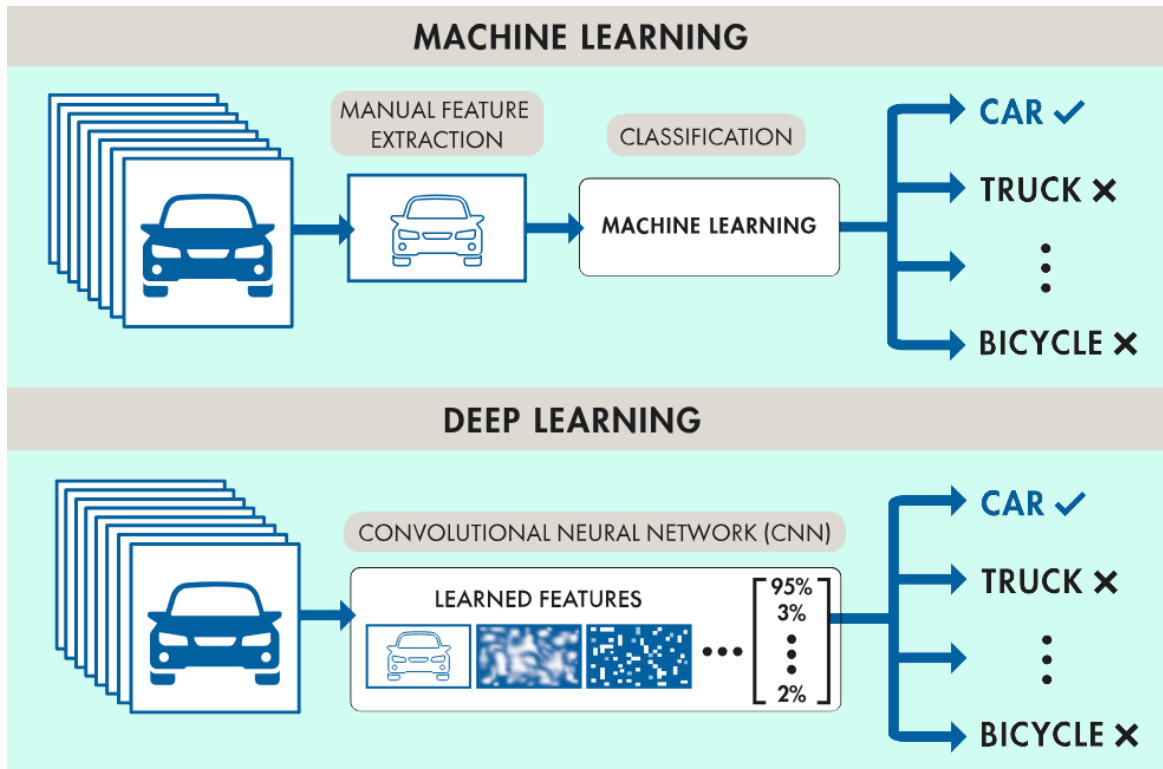 MACHINE LEARNING
MANUAL FEATURE
EXTRACTION
CLASSIFICATION
MACHINE LEARNING
CAR ✓
TRUCK ✕
⋮
BICYCLE ✕
DEEP LEARNING
CONVOLUTIONAL NEURAL NETWORK (CNN)
LEARNED FEATURES
•••
95%
3%
⋮
2%
CAR ✓
TRUCK ✕
⋮
BICYCLE ✕